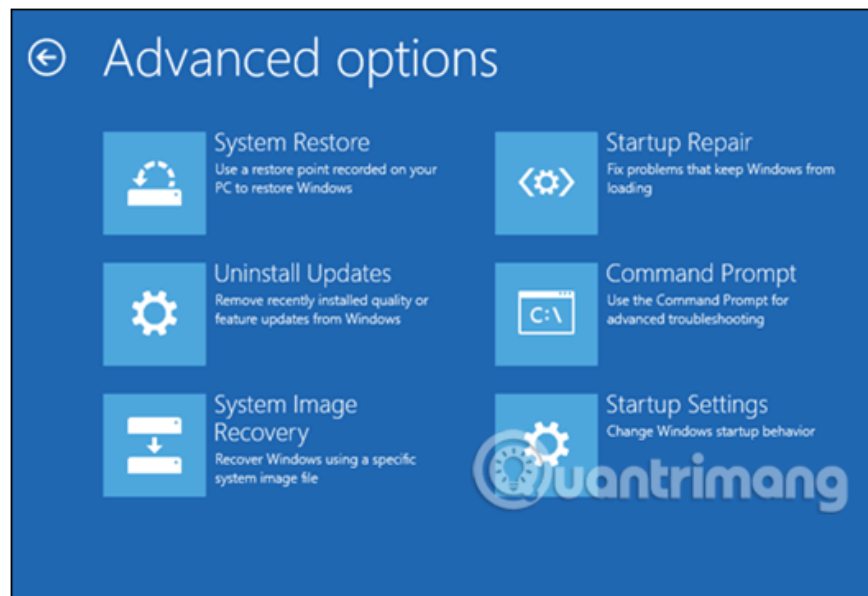 Advanced options
System Restore
Use a restore point recorded on your
PC to restore Windows
Uninstall Updates
Remove recently installed quality or
feature updates from Windows
System Image
Recovery
Recover Windows using a specific
system image file
Startup Repair
Fix problems that keep Windows from
loading
Command Prompt
Use the Command Prompt for
advanced troubleshooting
C:\
Startup Settings
Change Windows startup behavior
Quantrimang